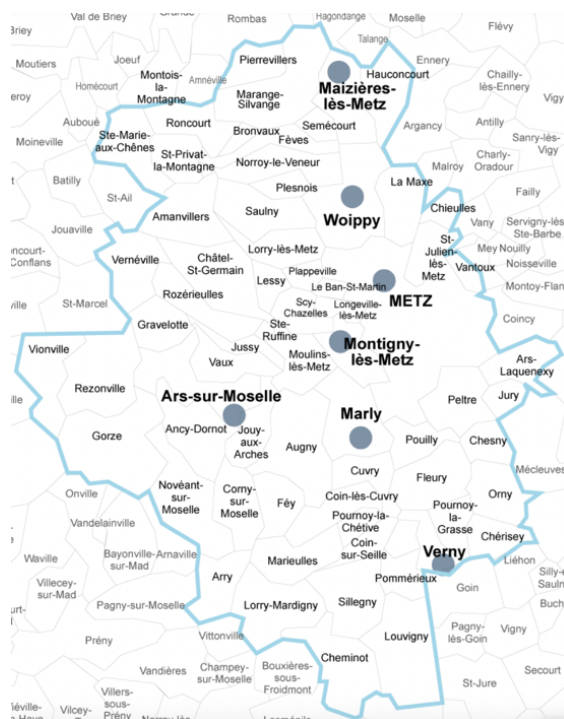 Val de Briey
Rombas
Hagondange
Moselle
Flévy
Briey
Talange
Joeuf
Pierrevillers
Ennery
Moutiers
Montois-
la-
Montagne
Amnéville
Hauconcourt
Chailly-
lès-Ennery
Homécourt
Maizières-
lès-Metz
Marange-
Silvange
Vigy
Auboué
Roncourt
Semécourt
Argancy
Antilly
Ste-Marie-
aux-Chênes
Bronvaux
Fèves
Sanry-lès-
Vigy
Moineville
St-Privat-
la-Montagne
Norroy-le-Veneur
Malroy
Charly-
Oradour
Batilly
Plesnois
La Maxe
Failly
St-Ail
Amanvillers
Saulny
Woippy
Chieulles
Vany
Servigny-lès-
Ste-Barbe
Jouaville
St-
Julien-
lès-
Metz
Mey
Nouilly
oncourt-
Conflans
Vernéville
Châtel-
St-Germain
Lorry-lès-Metz
Plappeville
Vantoux
Noisseville
Lessy
Le Ban-St-Martin
Montoy-Flan
METZ
Rozérieulles
Scy-
Chazelles
Longeville-
lès-Metz
ville
St-Marcel
Coincy
Gravelotte
Ste-
Ruffine
Montigny-
lès-Metz
Vionville
Jussy
Moulins-
lès-Metz
Vaux
Ars-
Laquenexy
Rezonville
Ars-sur-Moselle
Peltre
Jury
Marly
Gorze
Ancy-Dornot
Jouy-
aux-
Arches
Augny
Pouilly
Chesny
Cuvry
Mécleuves
Fleury
Novéant-
sur-
Moselle
Corny-
sur-
Moselle
Féy
Coin-lès-Cuvry
Orny
Onville
Pournoy-
la-
Grasse
Pournoy-la-
Chétive
Vandelainville
Chérisey
Coin-
sur-Seille
Verny
Waville
Bayonville-Arnaville
sur-Mad
Marieulles
Liéhon
Arry
Pommérieux
Silly-e
Sauln
Villecey-
sur-Mad
Goin
Buch
Pagny-sur-Moselle
Lorry-Mardigny
Sillegny
Prény
Vittonville
Louvigny
Pagny-
lès-Goin
Vigny
Cheminot
Vandières
Champey-
sur-Moselle
Bouxières-
sous-
Froidmont
Secourt
St-Jure
Villers-
sous-
Prény
Vilcey-